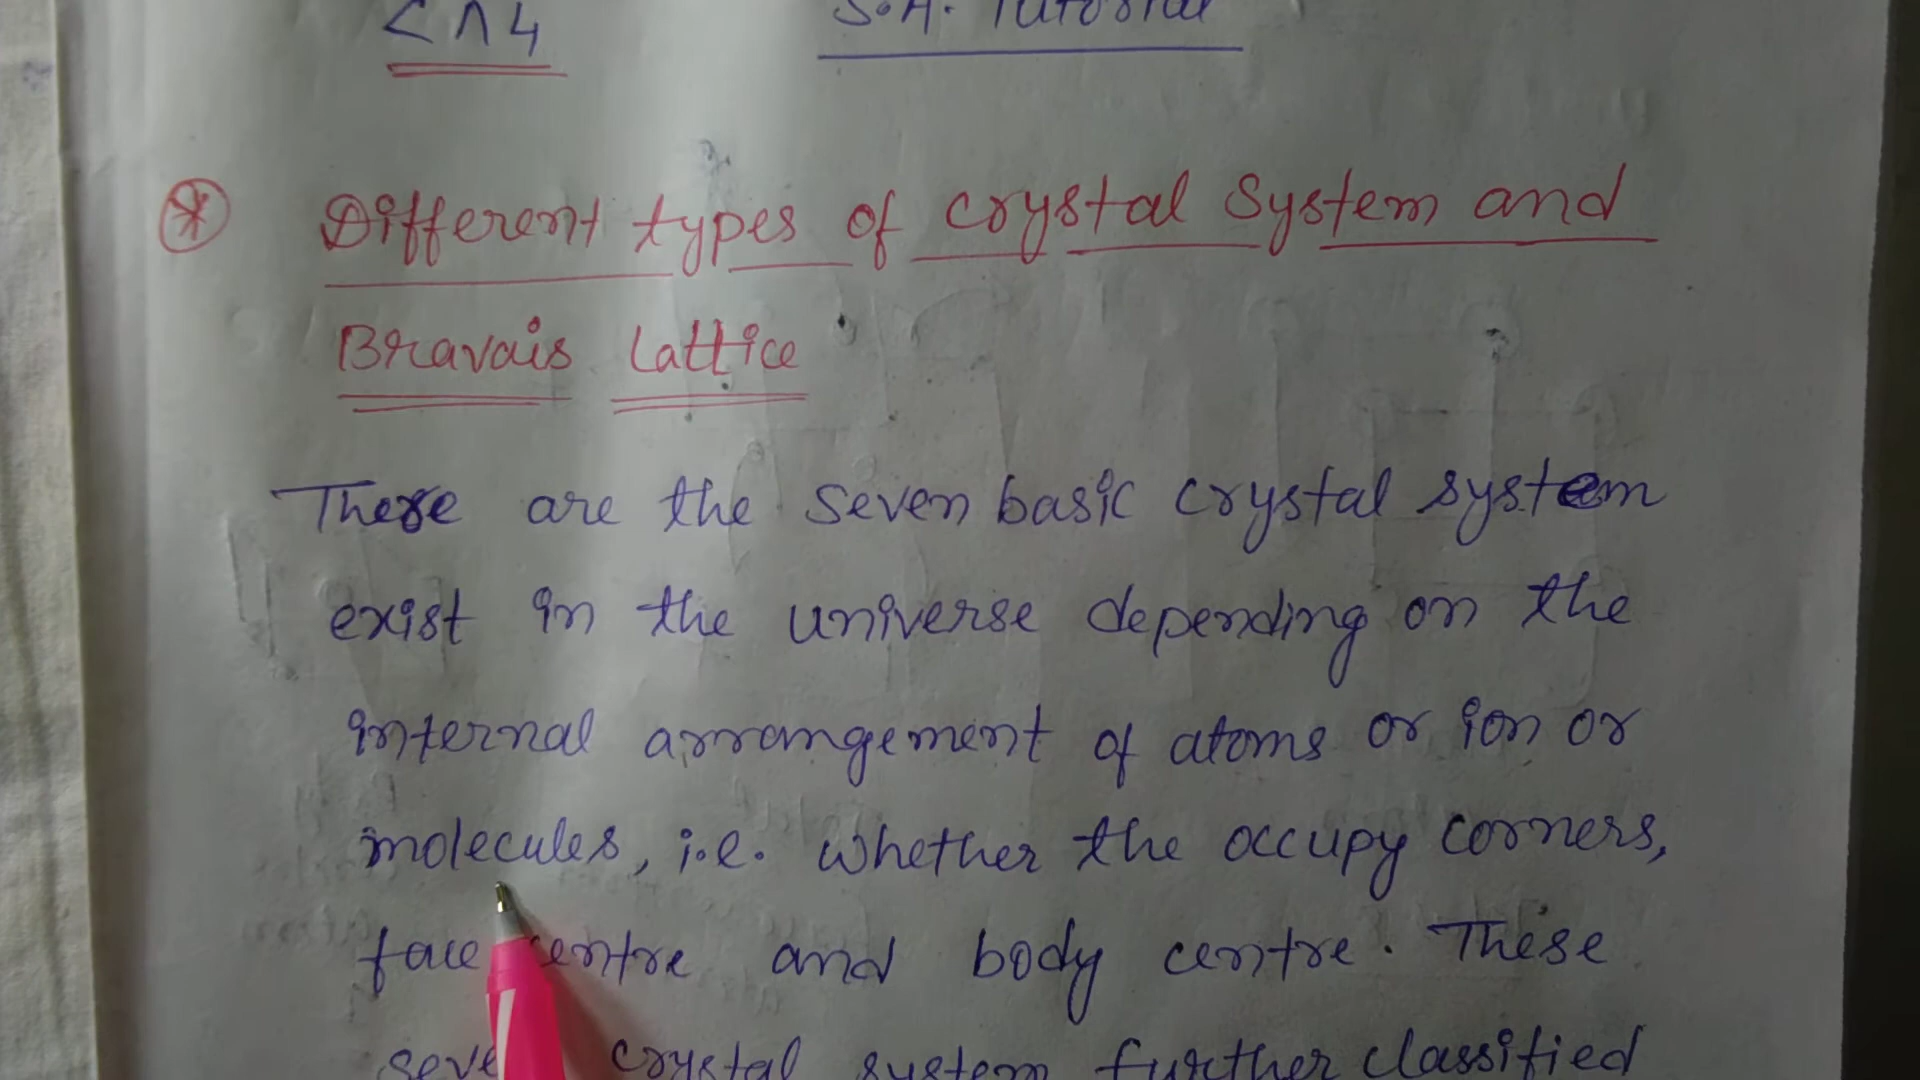 S.A. Tutorial
Different types of crystal System and
Bravais Lattice
There are the seven basic crystal system
exist in the universe depending on the
internal arrangement of atoms or ion or
molecules, i.e. whether the occupy corners,
face centre and body centre. These
crystal system further classified